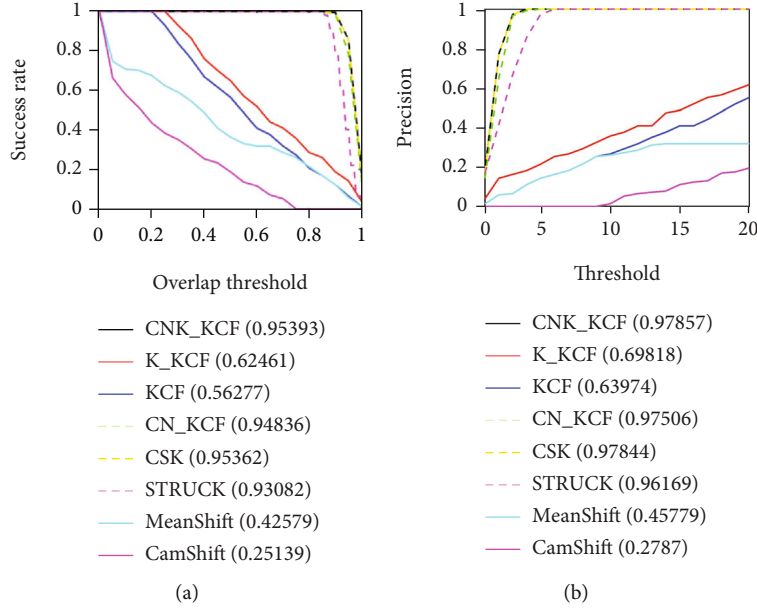 1
0.8
0.6
0.4
0.2
0
Success rate
0
0.2
0.4
0.6
0.8
1
Overlap threshold
CNK_KCF (0.95393)
K_KCF (0.62461)
KCF (0.56277)
CN_KCF (0.94836)
CSK (0.95362)
STRUCK (0.93082)
MeanShift (0.42579)
CamShift (0.25139)
(a)
1
0.8
0.6
0.4
0.2
0
Precision
0
5
10
15
20
Threshold
CNK_KCF (0.97857)
K_KCF (0.69818)
KCF (0.63974)
CN_KCF (0.97506)
CSK (0.97844)
STRUCK (0.96169)
MeanShift (0.45779)
CamShift (0.2787)
(b)